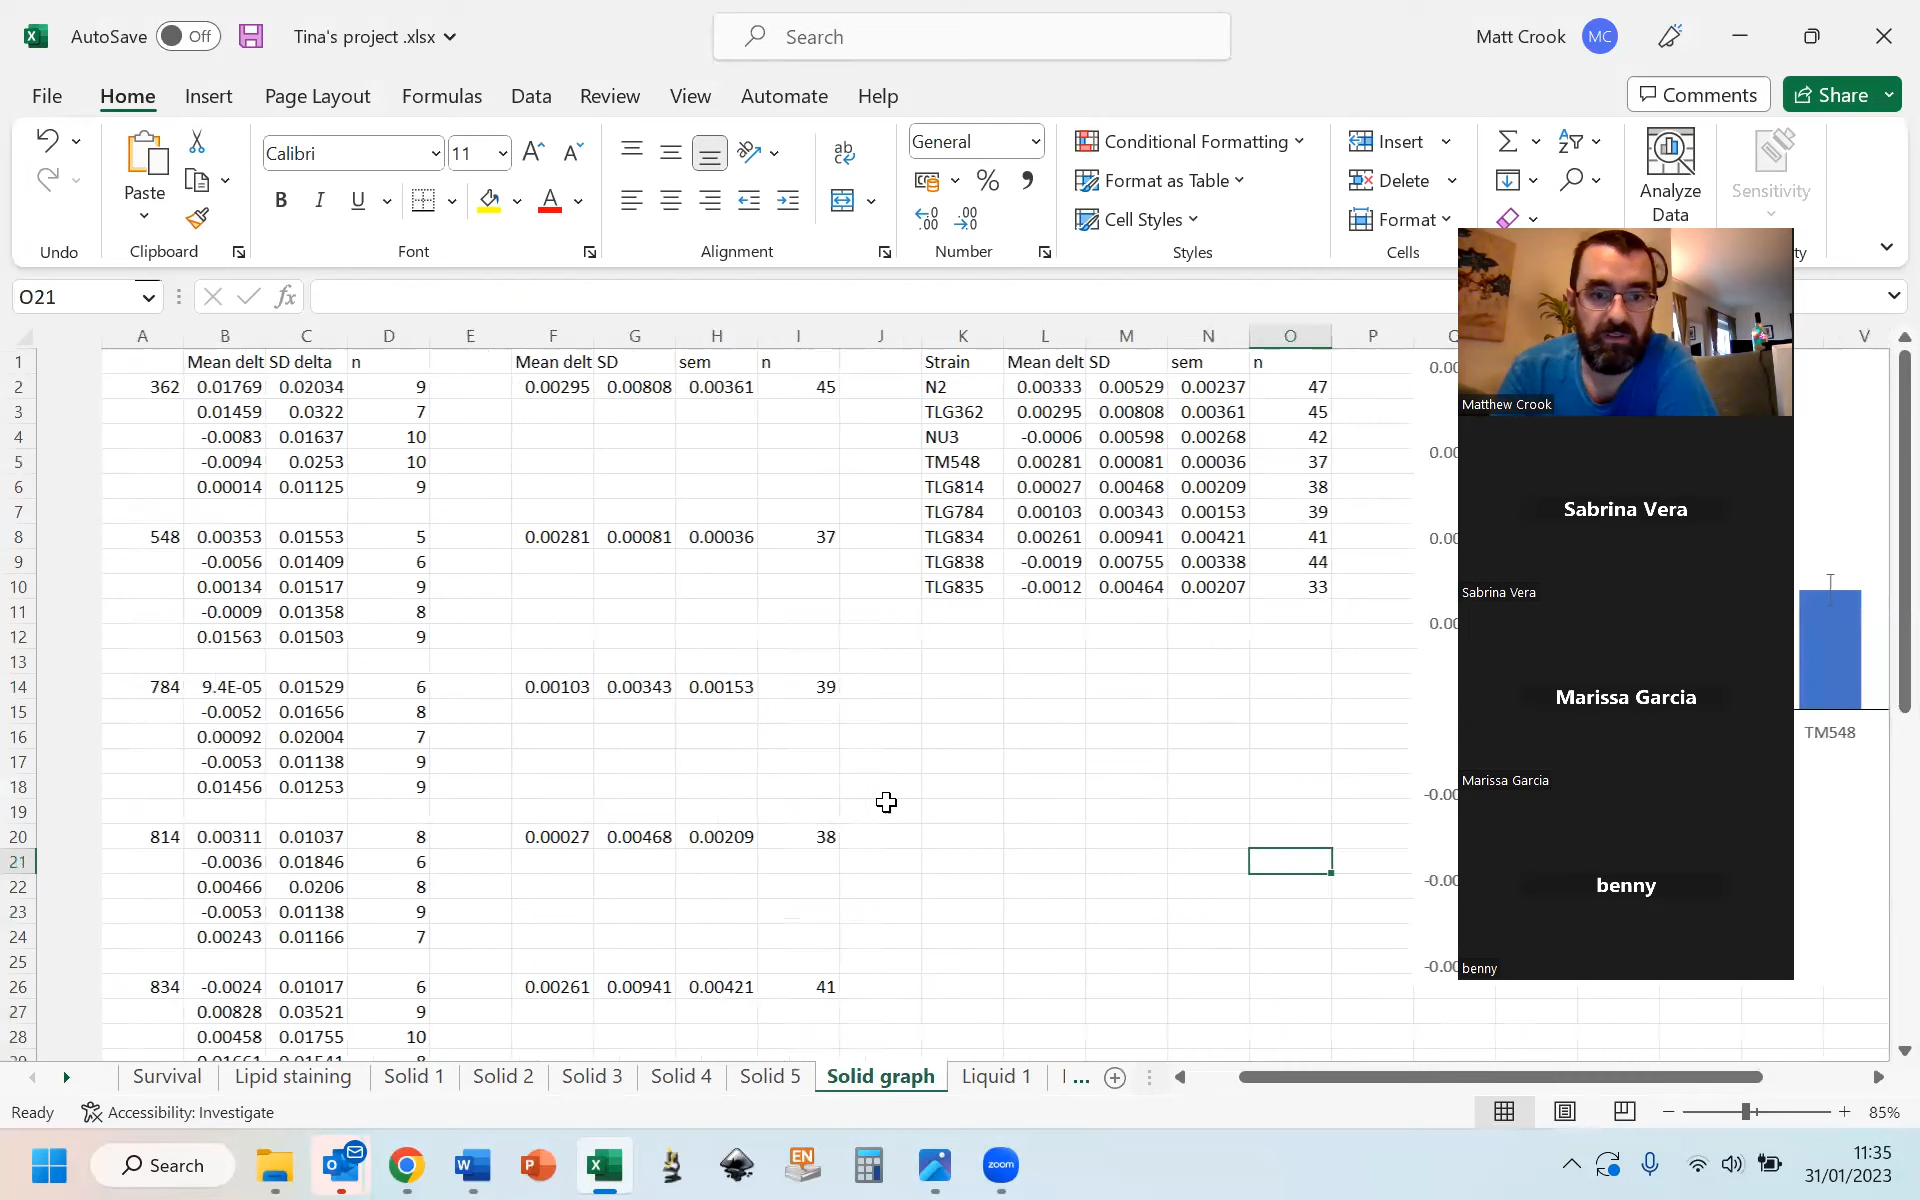 AutoSave Off Tina's project .xlsx Search Matt Crook MC
File Home Insert Page Layout Formulas Data Review View Automate Help Comments Share
Calibri 11 ab General Conditional Formatting Insert
Paste B I U A % Format as Table Delete Analyze Data Sensitivity
Cell Styles Format
Undo Clipboard Font Alignment Number Styles Cells
O21 fx
A B C D E F G H I J K L M N O P V
1 Mean delt SD delta n Mean delt SD sem n Strain Mean delt SD sem n
2 362 0.01769 0.02034 9 0.00295 0.00808 0.00361 45 N2 0.00333 0.00529 0.00237 47
3 0.01459 0.0322 7 TLG362 0.00295 0.00808 0.00361 45
4 -0.0083 0.01637 10 NU3 -0.0006 0.00598 0.00268 42
5 -0.0094 0.0253 10 TM548 0.00281 0.00081 0.00036 37
6 0.00014 0.01125 9 TLG814 0.00027 0.00468 0.00209 38
7 TLG784 0.00103 0.00343 0.00153 39
8 548 0.00353 0.01553 5 0.00281 0.00081 0.00036 37 TLG834 0.00261 0.00941 0.00421 41
9 -0.0056 0.01409 6 TLG838 -0.0019 0.00755 0.00338 44
10 0.00134 0.01517 9 TLG835 -0.0012 0.00464 0.00207 33
11 -0.0009 0.01358 8
12 0.01563 0.01503 9
13
14 784 9.4E-05 0.01529 6 0.00103 0.00343 0.00153 39
15 -0.0052 0.01656 8
16 0.00092 0.02004 7
17 -0.0053 0.01138 9
18 0.01456 0.01253 9
19
20 814 0.00311 0.01037 8 0.00027 0.00468 0.00209 38
21 -0.0036 0.01846 6
22 0.00466 0.0206 8
23 -0.0053 0.01138 9
24 0.00243 0.01166 7
25
26 834 -0.0024 0.01017 6 0.00261 0.00941 0.00421 41
27 0.00828 0.03521 9
28 0.00458 0.01755 10
Matthew Crook
Sabrina Vera
Sabrina Vera
Marissa Garcia
TM548
Marissa Garcia
benny
benny
Survival Lipid staining Solid 1 Solid 2 Solid 3 Solid 4 Solid 5 Solid graph Liquid 1 ...
Ready Accessibility: Investigate 85%
Search EN zoom 11:35
31/01/2023